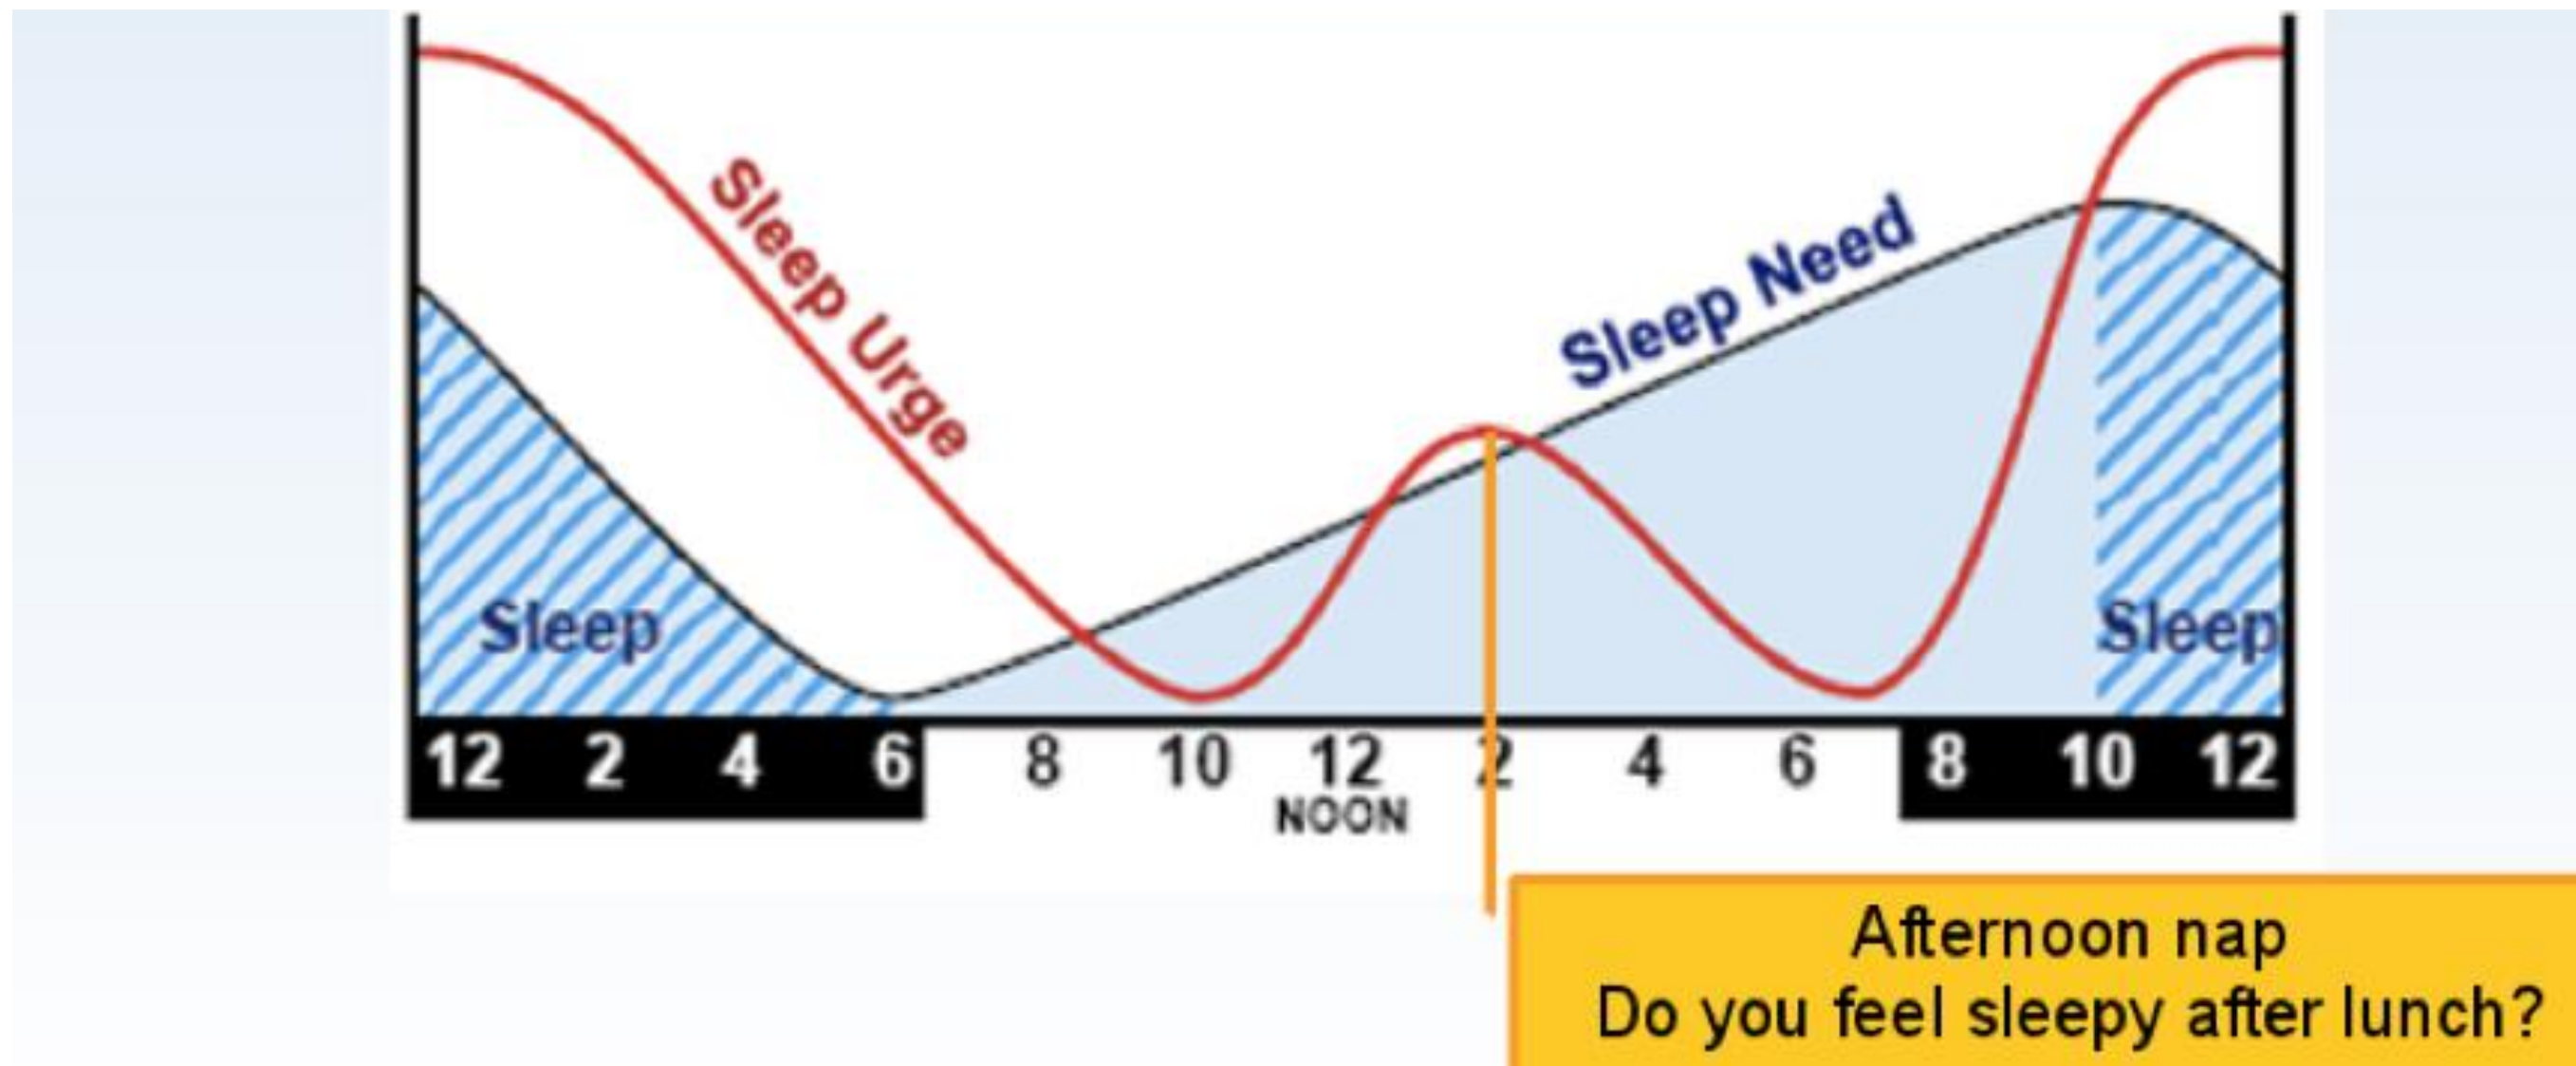 Sleep Urge
Sleep Need
Sleep
Sleep
12 2 4 6 8 10 12 2 4 6 8 10 12
NOON
Afternoon nap
Do you feel sleepy after lunch?